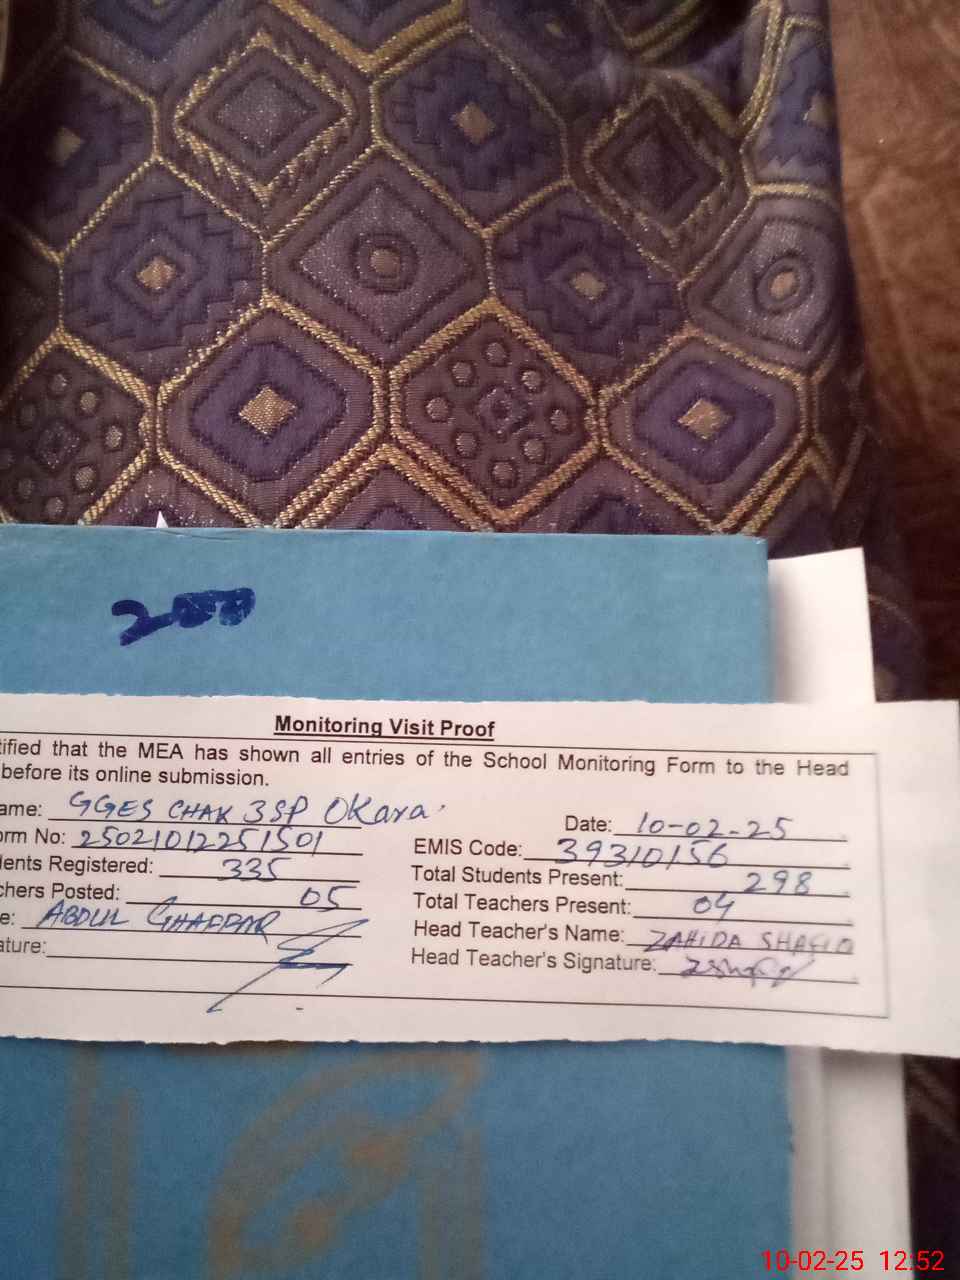 200
Monitoring Visit Proof
tified that the MEA has shown all entries of the School Monitoring Form to the Head
before its online submission.
ame: GGES CHAK 3SP Okara
Date: 10-02-25
orm No: 25021012251501
EMIS Code: 39310156
dents Registered: 335
Total Students Present: 298
chers Posted: 05
Total Teachers Present: 04
e: ABDUL GHAFFAR
Head Teacher's Name: ZAHIDA SHAFIQ
ature:
Head Teacher's Signature:
10-02-25 12:52